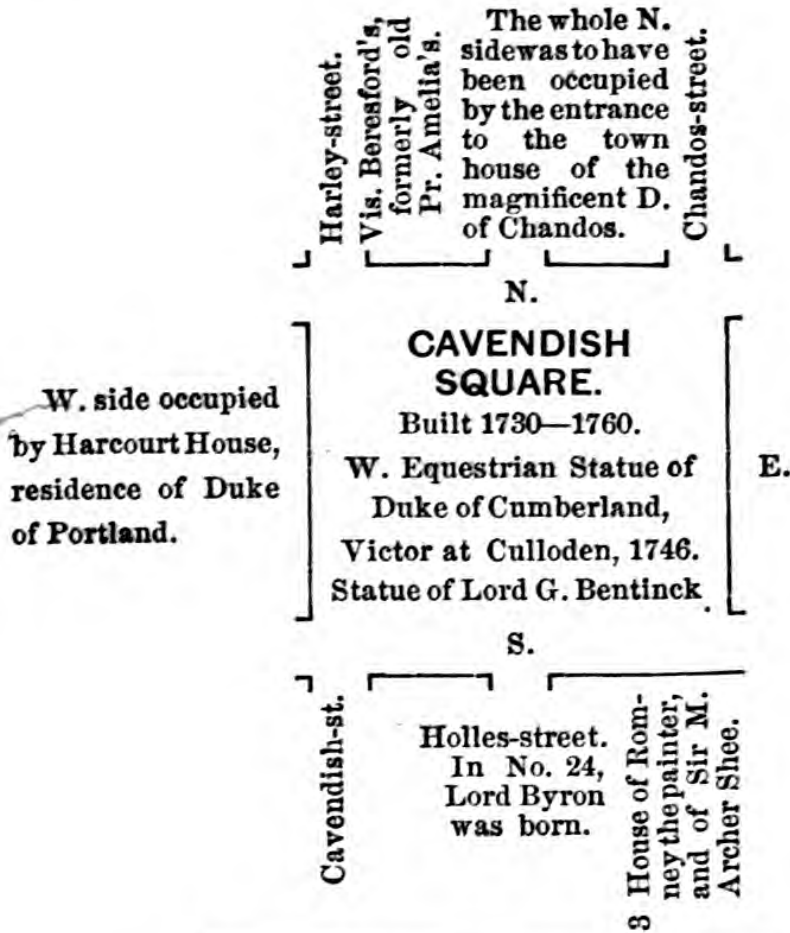 Harley-street.
Vis. Beresford's,
formerly old
Pr. Amelia's.
The whole N.
sidewastohave
been occupied
by the entrance
to the town
house of the
magnificent D.
of Chandos.
Chandos-street.
N.
W. side occupied
by Harcourt House,
residence of Duke
of Portland.
CAVENDISH
SQUARE.
Built 1730—1760.
W. Equestrian Statue of
Duke of Cumberland,
Victor at Culloden, 1746.
Statue of Lord G. Bentinck.
E.
S.
Cavendish-st.
Holles-street.
In No. 24,
Lord Byron
was born.
3 House of Rom-
ney the painter,
and of Sir M.
Archer Shee.